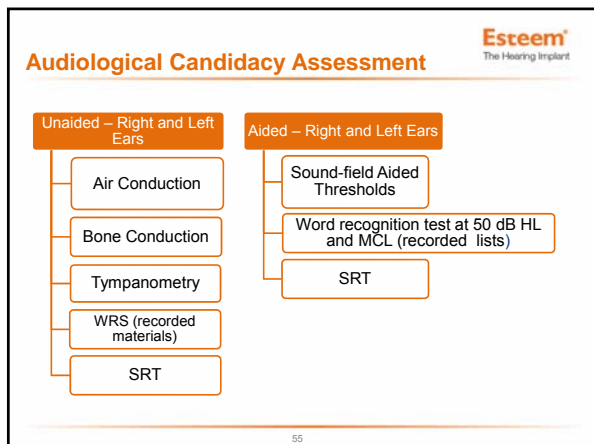 Esteem®
The Hearing Implant
Audiological Candidacy Assessment
Unaided – Right and Left
Ears
Air Conduction
Bone Conduction
Tympanometry
WRS (recorded
materials)
SRT
Aided – Right and Left Ears
Sound-field Aided
Thresholds
Word recognition test at 50 dB HL
and MCL (recorded lists)
SRT
55